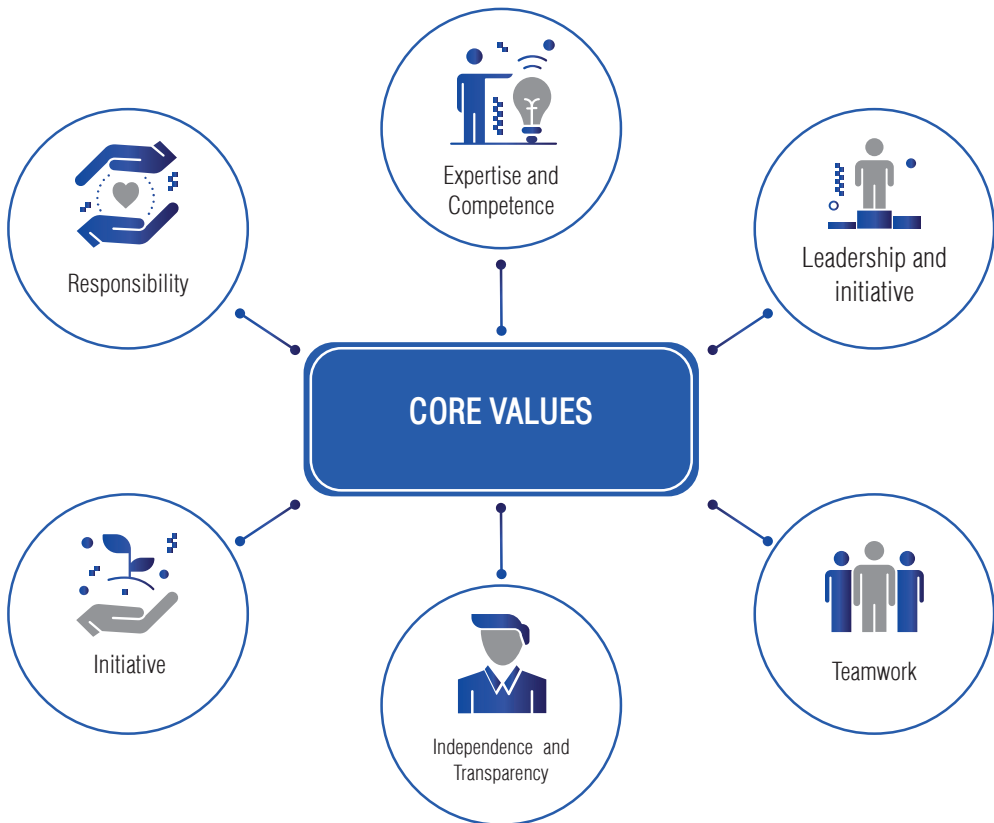 Expertise and
Competence
Responsibility
Leadership and
initiative
CORE VALUES
Initiative
Teamwork
Independence and
Transparency